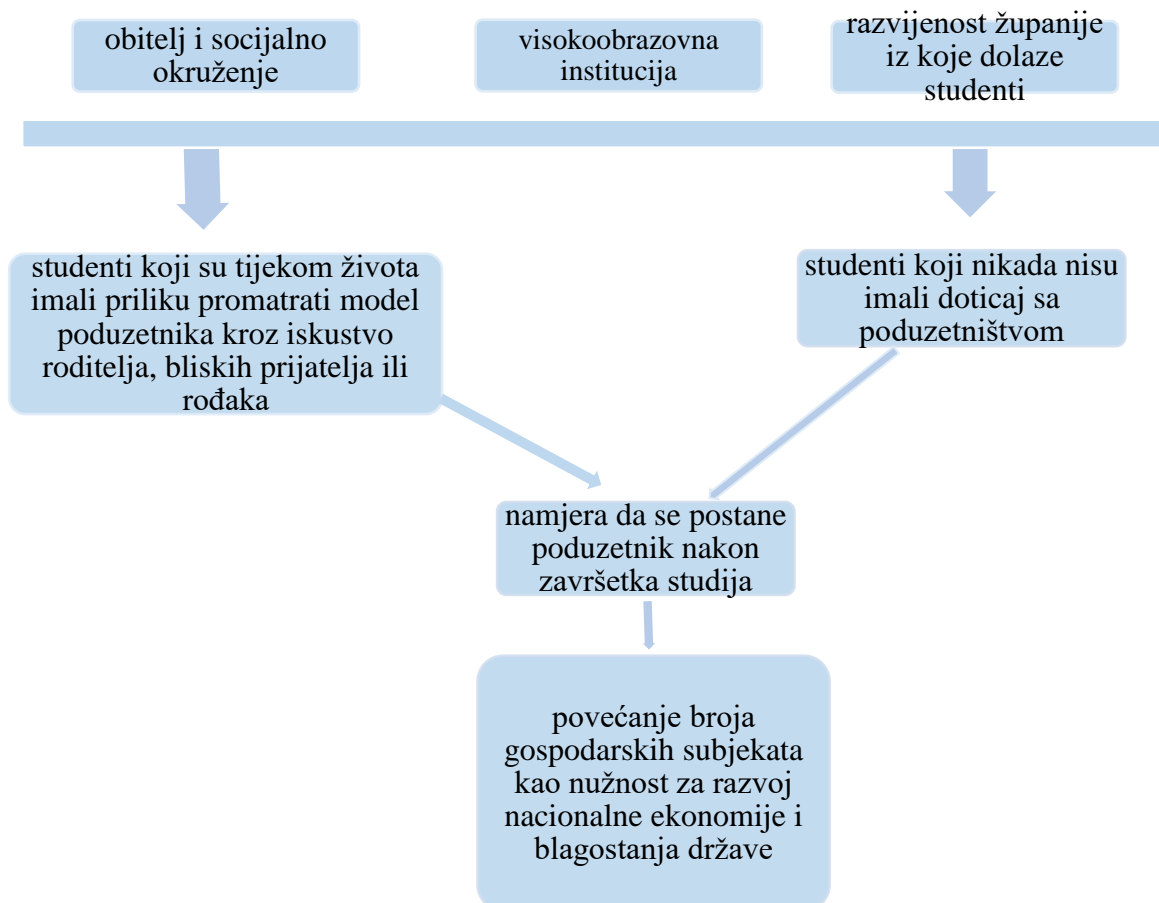 obitelj i socijalno
okruženje
visokoobrazovna
institucija
razvijenost županije
iz koje dolaze
studenti
studenti koji su tijekom života
imali priliku promatrati model
poduzetnika kroz iskustvo
roditelja, bliskih prijatelja ili
rođaka
studenti koji nikada nisu
imali doticaj sa
poduzetništvom
namjera da se postane
poduzetnik nakon
završetka studija
povećanje broja
gospodarskih subjekata
kao nužnost za razvoj
nacionalne ekonomije i
blagostanja države